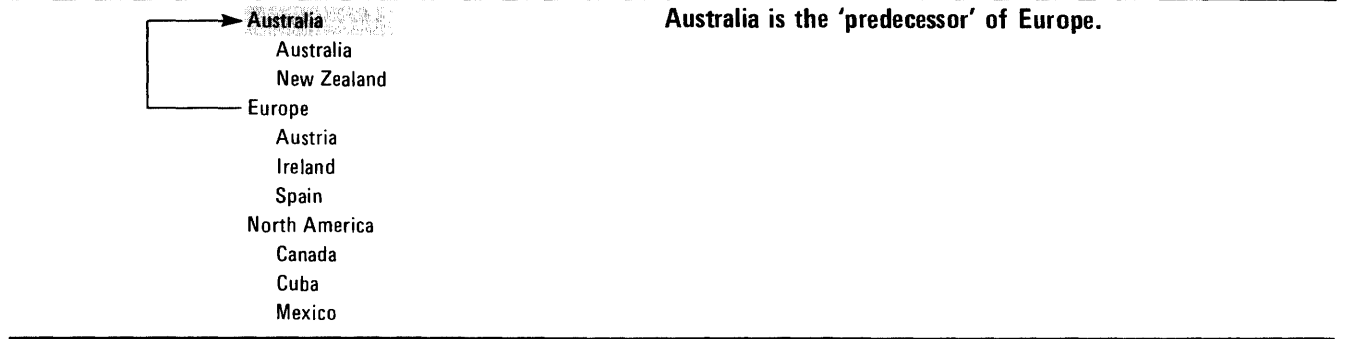 Australia
Australia is the 'predecessor' of Europe.
Australia
New Zealand
Europe
Austria
Ireland
Spain
North America
Canada
Cuba
Mexico